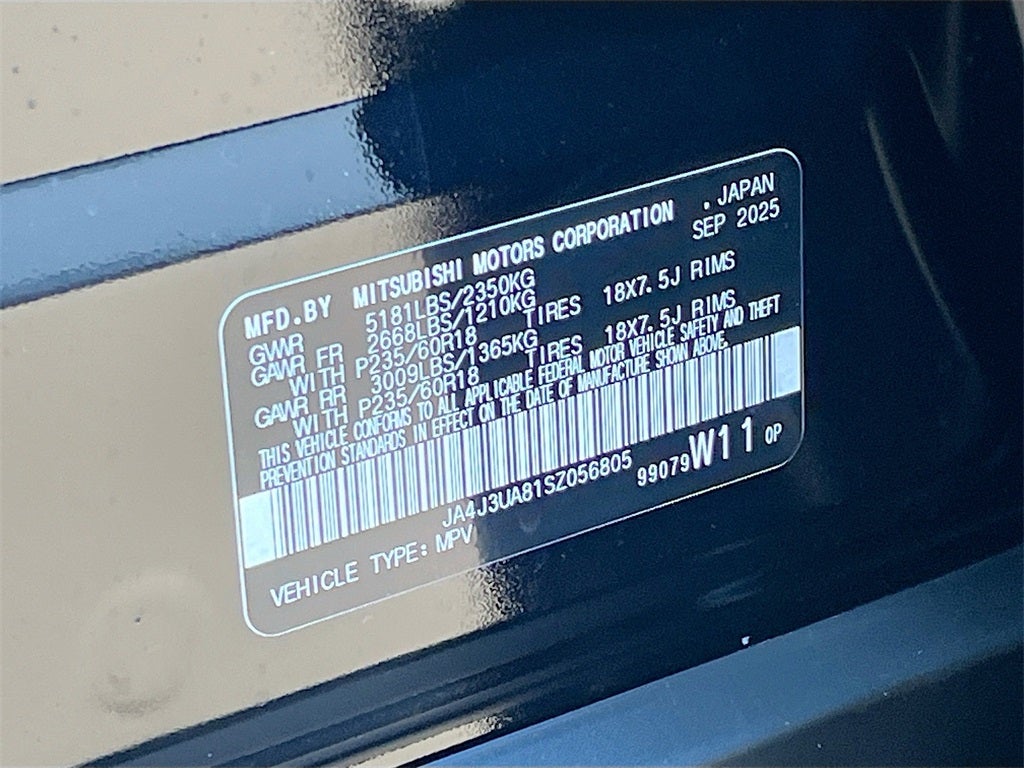 MFD.BY MITSUBISHI MOTORS CORPORATION . JAPAN
SEP 2025
GWWR 5181LBS/2350KG
GAWR FR 2668LBS/1210KG
WITH P235/60R18 TIRES 18X7.5J RIMS
GAWR RR 3009LBS/1365KG
WITH P235/60R18 TIRES 18X7.5J RIMS
THIS VEHICLE CONFORMS TO ALL APPLICABLE FEDERAL MOTOR VEHICLE SAFETY AND THEFT
PREVENTION STANDARDS IN EFFECT ON THE DATE OF MANUFACTURE SHOWN ABOVE.
JA4J3UA81SZ056805
99079 W11 OP
VEHICLE TYPE: MPV